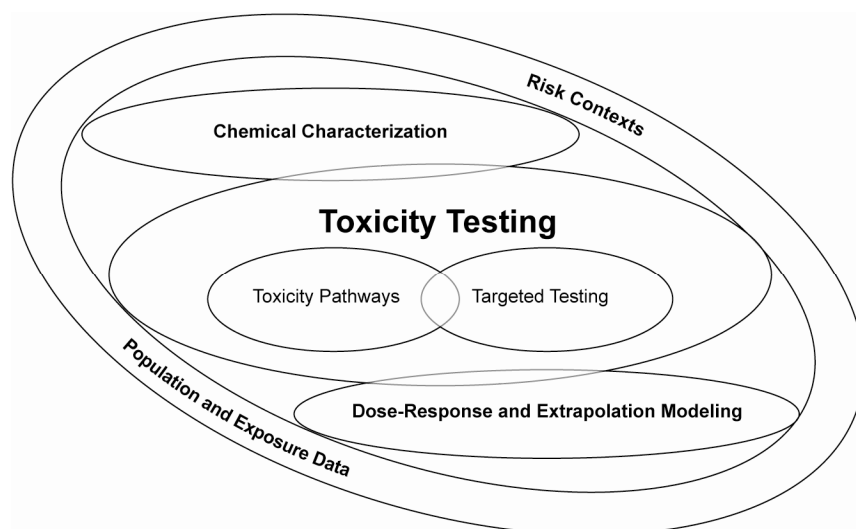 Risk Contexts
Chemical Characterization
Toxicity Testing
Toxicity Pathways
Targeted Testing
Population and Exposure Data
Dose-Response and Extrapolation Modeling